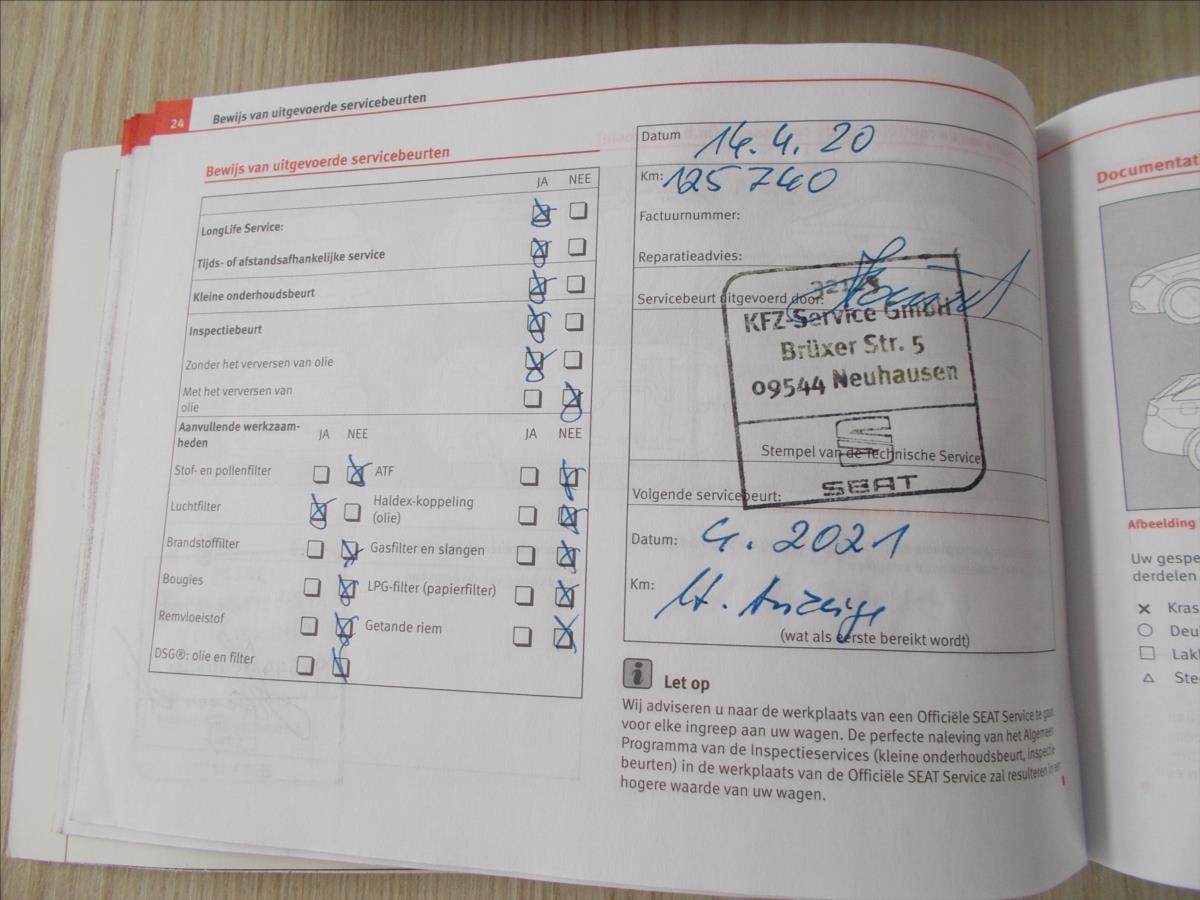 24
Bewijs van uitgevoerde servicebeurten
Bewijs van uitgevoerde servicebeurten
JA NEE
LongLife Service:
Tijds- of afstandsafhankelijke service
Kleine onderhoudsbeurt
Inspectiebeurt
Zonder het verversen van olie
Met het verversen van
olie
Aanvullende werkzaam-
heden
JA NEE JA NEE
Stof- en pollenfilter ATF
Luchtfilter Haldex-koppeling
(olie)
Brandstoffilter Gasfilter en slangen
Bougies LPG-filter (papierfilter)
Remvloeistof Getande riem
DSG®: olie en filter
Datum 14.4.20
Km: 125740
Factuurnummer:
Reparatieadvies:
Servicebeurt uitgevoerd door:
KFZ-Service GmbH
Brüxer Str. 5
09544 Neuhausen
Stempel van de Technische Service
SEAT
Volgende servicebeurt:
Datum: 4.2021
Km: lt. Anzeige
(wat als eerste bereikt wordt)
Let op
Wij adviseren u naar de werkplaats van een Officiële SEAT Service te gaan
voor elke ingreep aan uw wagen. De perfecte naleving van het Algemeen
Programma van de Inspectieservices (kleine onderhoudsbeurt, inspectie-
beurten) in de werkplaats van de Officiële SEAT Service zal resulteren in een
hogere waarde van uw wagen.
Documentati
Afbeelding
Uw gespe
derdelen
Kras
Deu
Lakl
Ste